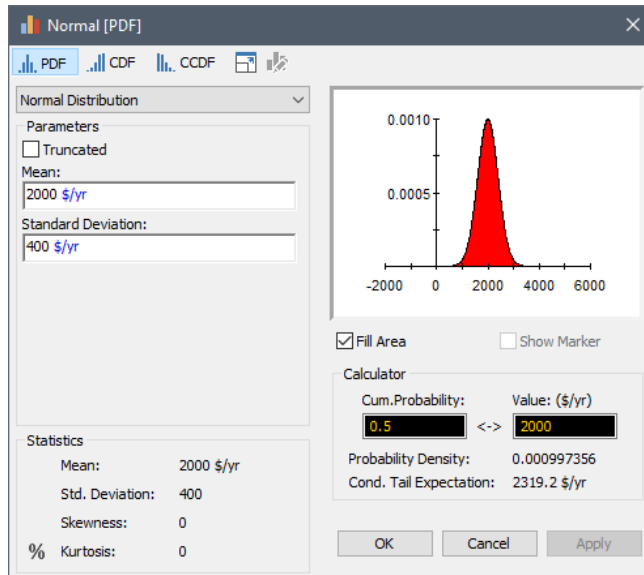 Normal [PDF]
PDF CDF CCDF
Normal Distribution
Parameters
Truncated
Mean:
2000 $/yr
Standard Deviation:
400 $/yr
Statistics
Mean: 2000 $/yr
Std. Deviation: 400
Skewness: 0
% Kurtosis: 0
0.0010
0.0005
-2000 0 2000 4000 6000
Fill Area Show Marker
Calculator
Cum.Probability: Value: ($/yr)
0.5 <-> 2000
Probability Density: 0.000997356
Cond. Tail Expectation: 2319.2 $/yr
OK Cancel Apply